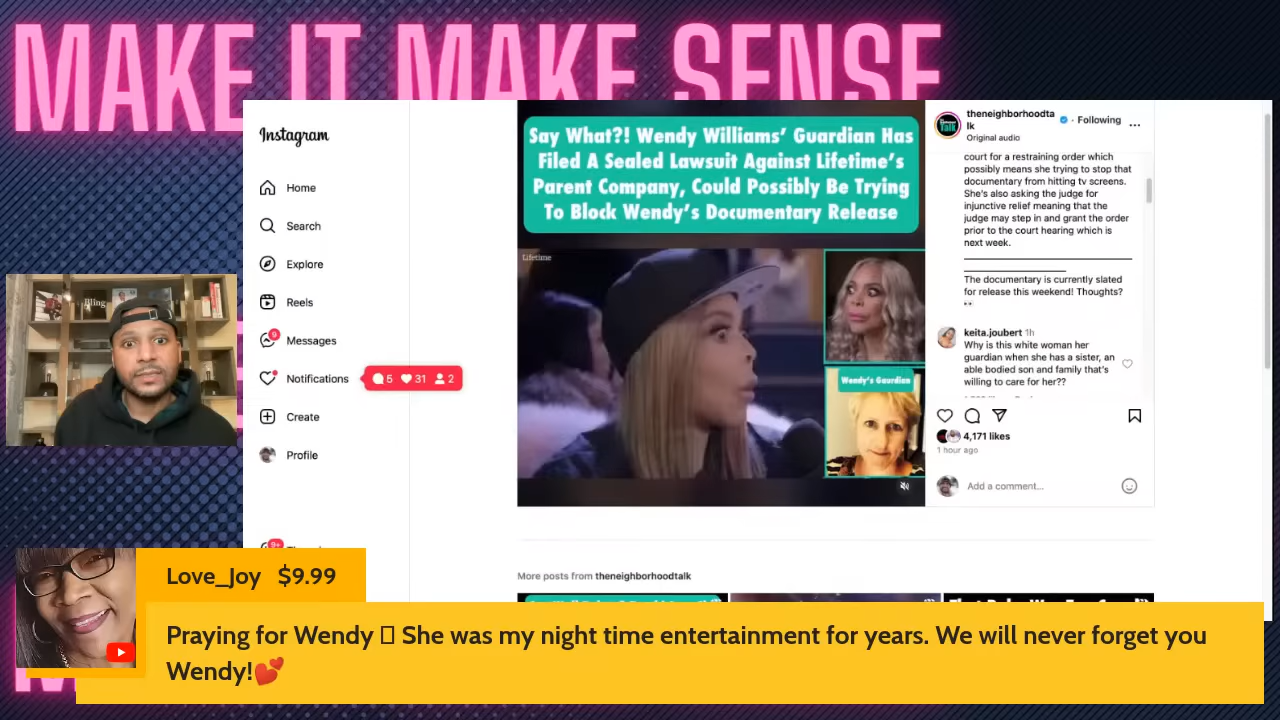 MAKE IT MAKE SENSE
Instagram
Home
Search
Explore
Reels
9
Messages
Notifications
5 31 2
Create
Profile
9+
Say What?! Wendy Williams' Guardian Has
Filed A Sealed Lawsuit Against Lifetime's
Parent Company, Could Possibly Be Trying
To Block Wendy's Documentary Release
Lifetime
Wendy's Gaurdian
theneighborhoodta
lk · Following
Original audio
court for a restraining order which
possibly means she trying to stop that
documentary from hitting tv screens.
She's also asking the judge for
injunctive relief meaning that the
judge may step in and grant the order
prior to the court hearing which is
next week.
The documentary is currently slated
for release this weekend! Thoughts?
👀
keita.joubert 1h
Why is this white woman her
guardian when she has a sister, an
able bodied son and family that's
willing to care for her??
4,171 likes
1 hour ago
Add a comment...
More posts from theneighborhoodtalk
Bling
Love_Joy $9.99
Praying for Wendy ▯ She was my night time entertainment for years. We will never forget you
Wendy!💕